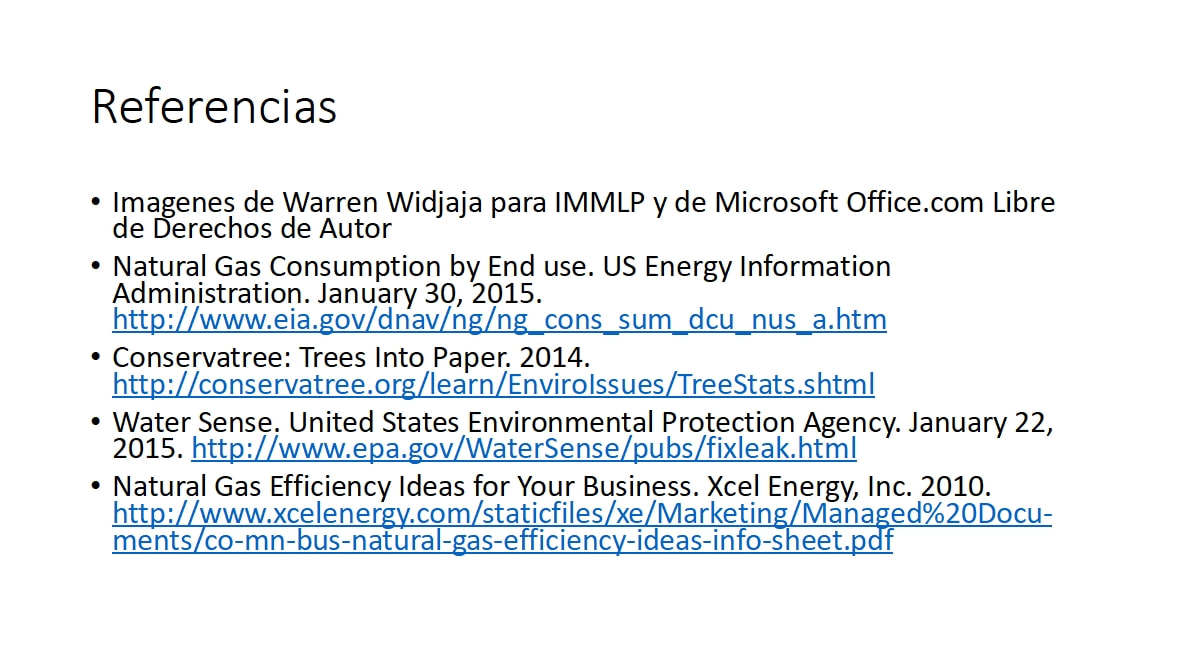 Referencias
• Imagenes de Warren Widjaja para IMMLP y de Microsoft Office.com Libre
de Derechos de Autor
• Natural Gas Consumption by End use. US Energy Information
Administration. January 30, 2015.
http://www.eia.gov/dnav/ng/ng_cons_sum_dcu_nus_a.htm
• Conservatree: Trees Into Paper. 2014.
http://conservatree.org/learn/EnviroIssues/TreeStats.shtml
• Water Sense. United States Environmental Protection Agency. January 22,
2015. http://www.epa.gov/WaterSense/pubs/fixleak.html
• Natural Gas Efficiency Ideas for Your Business. Xcel Energy, Inc. 2010.
http://www.xcelenergy.com/staticfiles/xe/Marketing/Managed%20Docu-
ments/co-mn-bus-natural-gas-efficiency-ideas-info-sheet.pdf